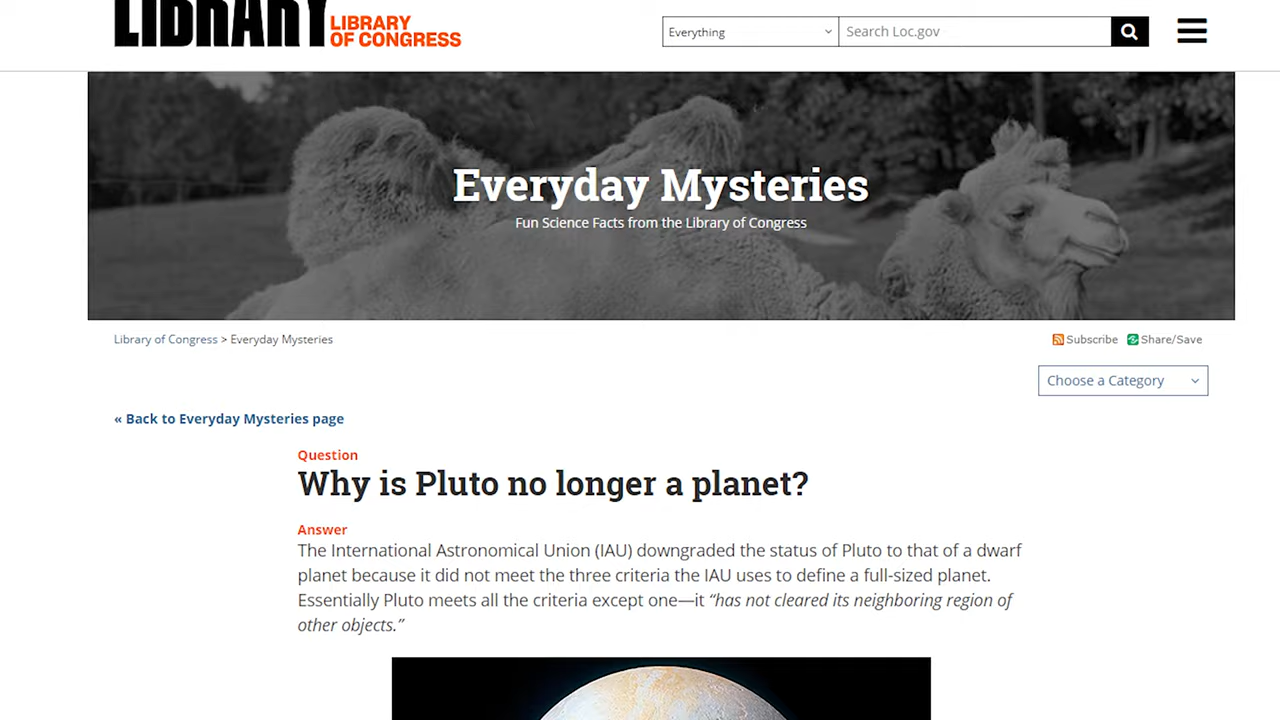 LIBRARY
LIBRARY
OF CONGRESS
Everything
Search Loc.gov
Everyday Mysteries
Fun Science Facts from the Library of Congress
Library of Congress > Everyday Mysteries
Subscribe Share/Save
Choose a Category
« Back to Everyday Mysteries page
Question
Why is Pluto no longer a planet?
Answer
The International Astronomical Union (IAU) downgraded the status of Pluto to that of a dwarf
planet because it did not meet the three criteria the IAU uses to define a full-sized planet.
Essentially Pluto meets all the criteria except one—it “has not cleared its neighboring region of
other objects.”